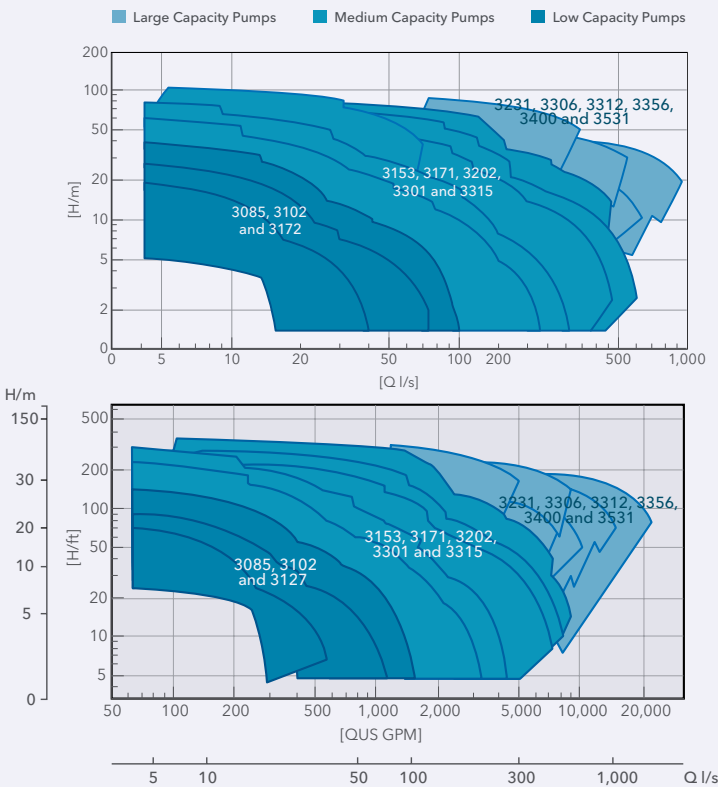 Large Capacity Pumps Medium Capacity Pumps Low Capacity Pumps
200
100
50
20
10
5
2
0
[H/m]
3231, 3306, 3312, 3356,
3400 and 3531
3153, 3171, 3202,
3301 and 3315
3085, 3102
and 3172
0 5 10 20 50 100 200 500 1,000
[Q l/s]
H/m
150
30
20
10
5
0
500
200
100
50
20
10
5
[H/ft]
3231, 3306, 3312, 3356,
3400 and 3531
3153, 3171, 3202,
3301 and 3315
3085, 3102
and 3127
50 100 200 500 1,000 2,000 5,000 10,000 20,000
[QUS GPM]
5 10 50 100 300 1,000 Q l/s